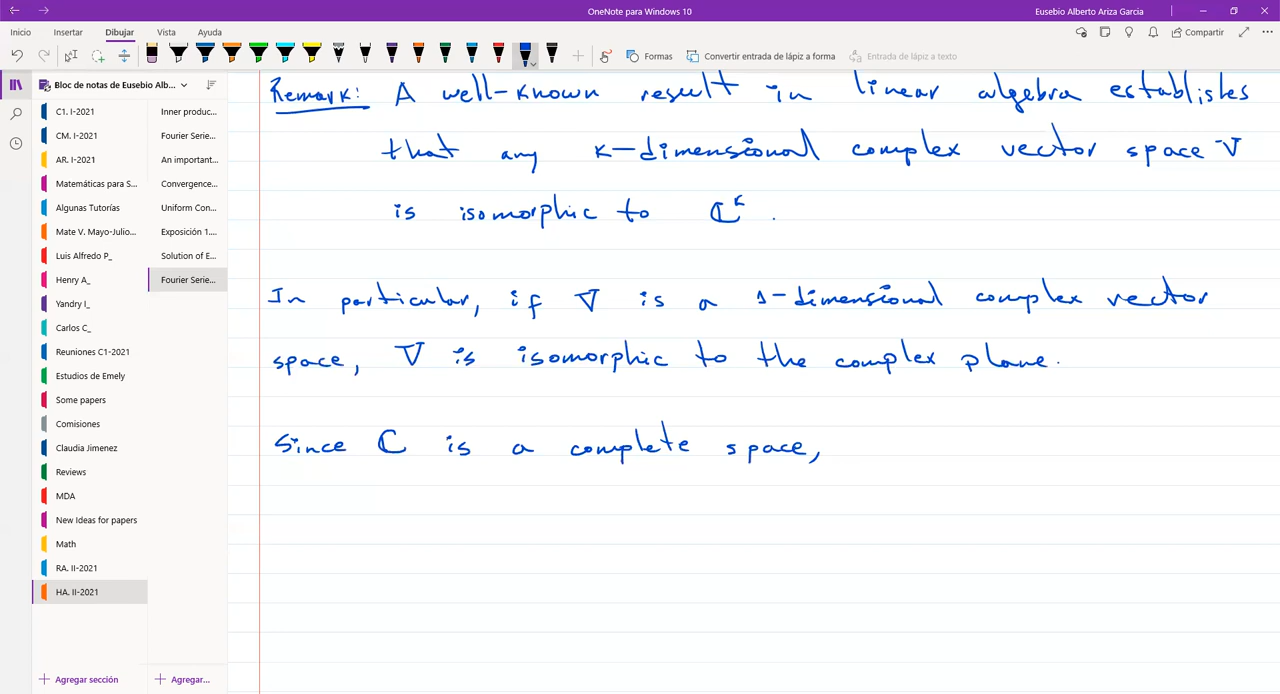 OneNote para Windows 10
Eusebio Alberto Ariza Garcia
Inicio
Insertar
Dibujar
Vista
Ayuda
Compartir
Formas
Convertir entrada de lápiz a forma
Entrada de lápiz a texto
Bloc de notas de Eusebio Alb...
C1. I-2021
CM. I-2021
AR. I-2021
Matemáticas para S...
Algunas Tutorías
Mate V. Mayo-Julio...
Luis Alfredo P_
Henry A_
Yandry I_
Carlos C_
Reuniones C1-2021
Estudios de Emely
Some papers
Comisiones
Claudia Jimenez
Reviews
MDA
New Ideas for papers
Math
RA. II-2021
HA. II-2021
Agregar sección
Inner produc...
Fourier Serie...
An important...
Convergence...
Uniform Con...
Exposición 1....
Solution of E...
Fourier Serie...
Agregar...
Remark: A well-known result in linear algebra establishes
that any k-dimensional complex vector space V
is isomorphic to ℂᵏ.
In particular, if V is a 1-dimensional complex vector
space, V is isomorphic to the complex plane.
Since ℂ is a complete space,